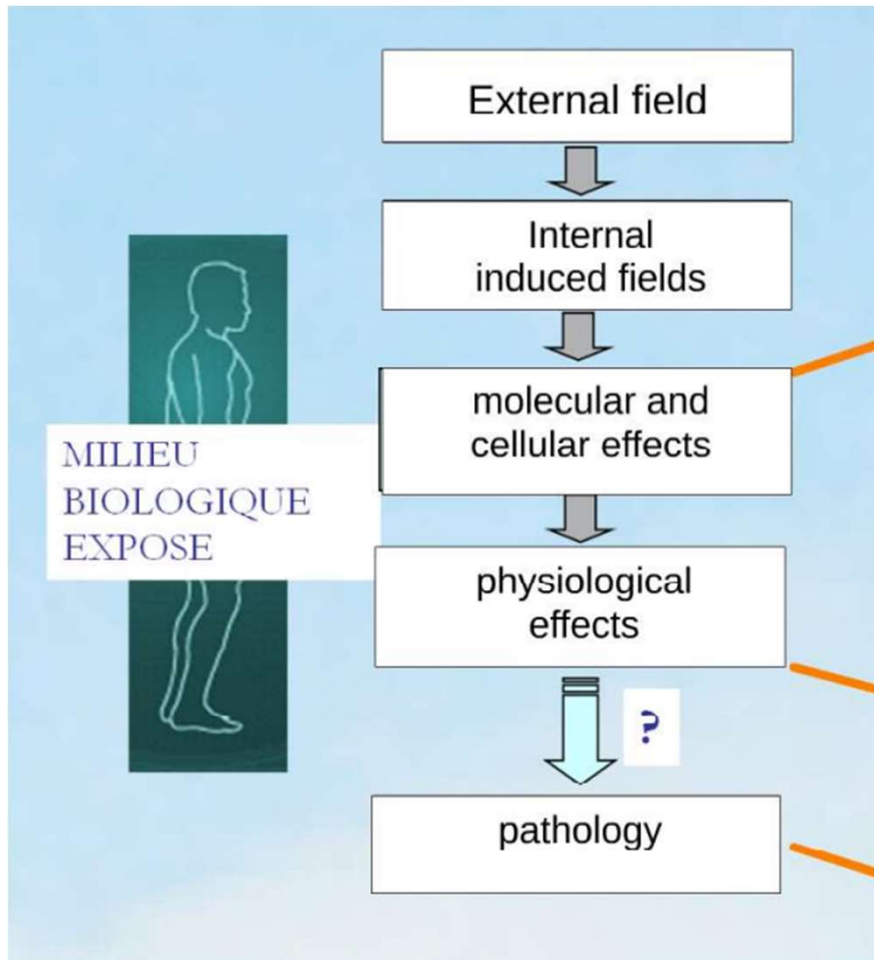 External field
Internal
induced fields
molecular and
cellular effects
MILIEU
BIOLOGIQUE
EXPOSE
physiological
effects
?
pathology